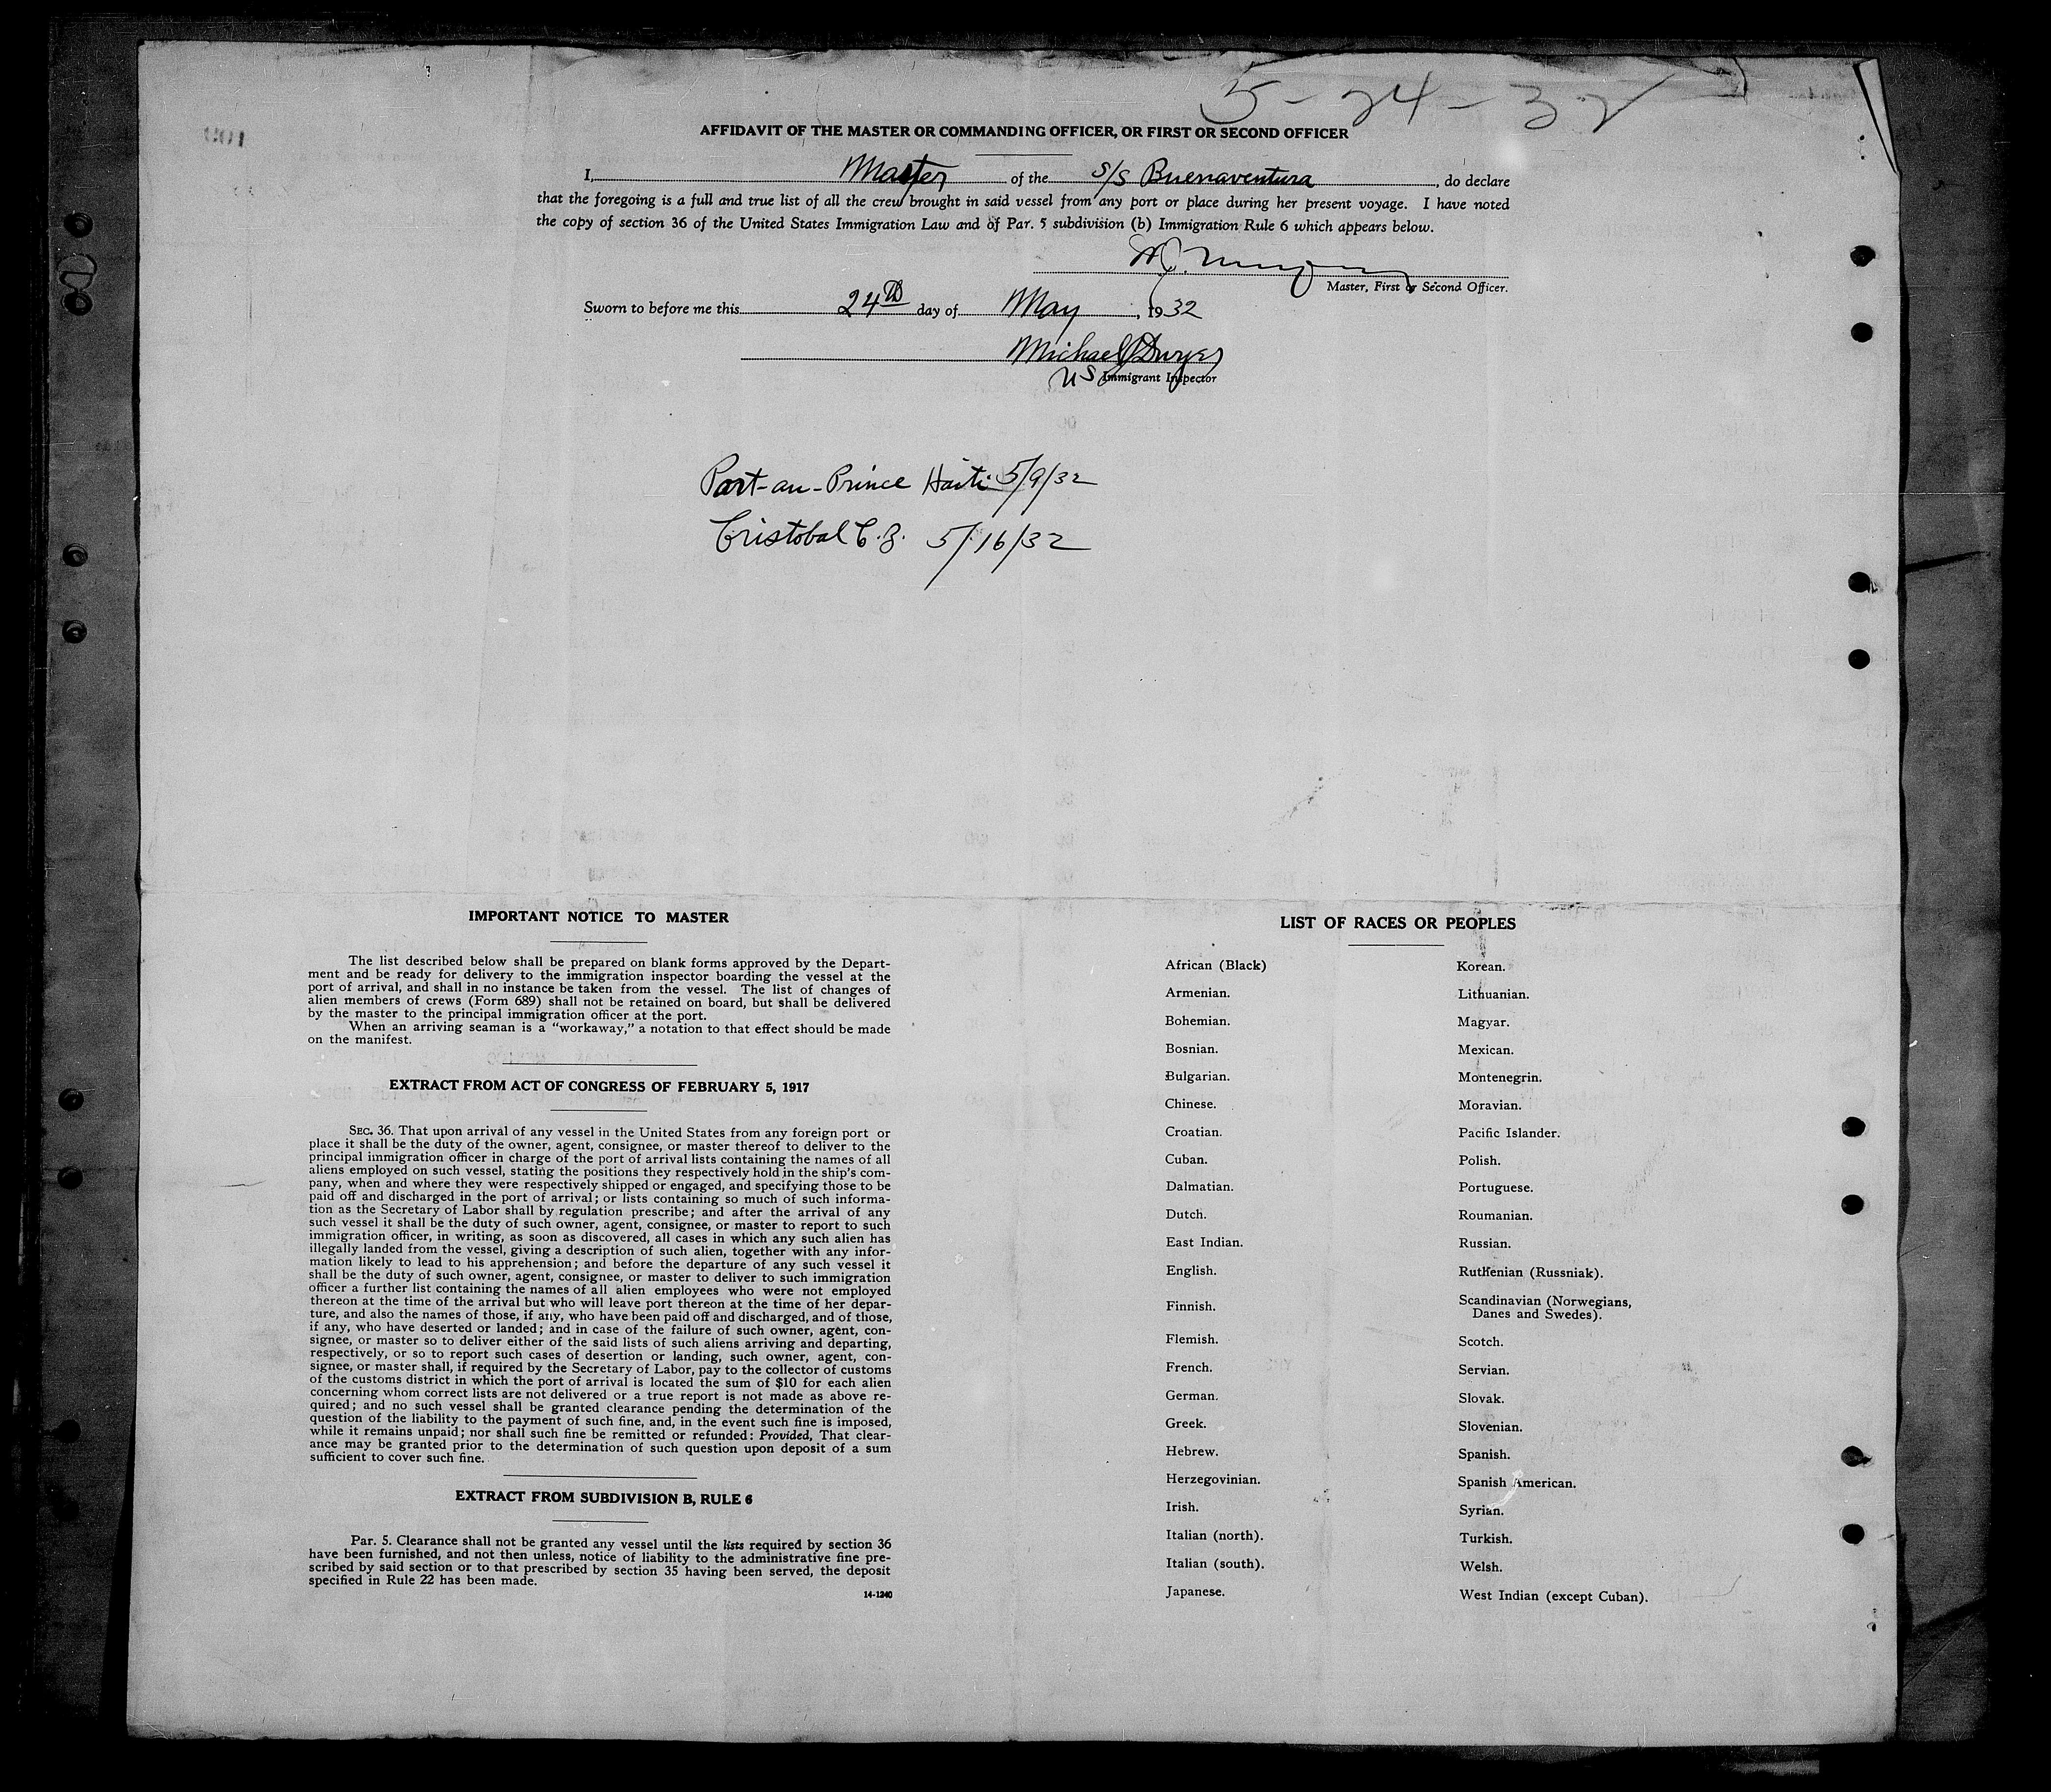 5-24-32
AFFIDAVIT OF THE MASTER OR COMMANDING OFFICER, OR FIRST OR SECOND OFFICER
I, Master of the S/S Buenaventura, do declare
that the foregoing is a full and true list of all the crew brought in said vessel from any port or place during her present voyage. I have noted
the copy of section 36 of the United States Immigration Law and of Par. 5 subdivision (b) Immigration Rule 6 which appears below.
Master, First or Second Officer.
Sworn to before me this 24th day of May, 1932
Michael J Dwyer
US Immigrant Inspector
Port-au-Prince Haiti 5/9/32
Cristobal C.Z. 5/16/32
IMPORTANT NOTICE TO MASTER
The list described below shall be prepared on blank forms approved by the Depart-
ment and be ready for delivery to the immigration inspector boarding the vessel at the
port of arrival, and shall in no instance be taken from the vessel. The list of changes of
alien members of crews (Form 689) shall not be retained on board, but shall be delivered
by the master to the principal immigration officer at the port.
When an arriving seaman is a "workaway," a notation to that effect should be made
on the manifest.
EXTRACT FROM ACT OF CONGRESS OF FEBRUARY 5, 1917
SEC. 36. That upon arrival of any vessel in the United States from any foreign port or
place it shall be the duty of the owner, agent, consignee, or master thereof to deliver to the
principal immigration officer in charge of the port of arrival lists containing the names of all
aliens employed on such vessel, stating the positions they respectively hold in the ship's com-
pany, when and where they were respectively shipped or engaged, and specifying those to be
paid off and discharged in the port of arrival; or lists containing so much of such informa-
tion as the Secretary of Labor shall by regulation prescribe; and after the arrival of any
such vessel it shall be the duty of such owner, agent, consignee, or master to report to such
immigration officer, in writing, as soon as discovered, all cases in which any such alien has
illegally landed from the vessel, giving a description of such alien, together with any infor-
mation likely to lead to his apprehension; and before the departure of any such vessel it
shall be the duty of such owner, agent, consignee, or master to deliver to such immigration
officer a further list containing the names of all alien employees who were not employed
thereon at the time of the arrival but who will leave port thereon at the time of her depar-
ture, and also the names of those, if any, who have been paid off and discharged, and of those,
if any, who have deserted or landed; and in case of the failure of such owner, agent, con-
signee, or master so to deliver either of the said lists of such aliens arriving and departing,
respectively, or so to report such cases of desertion or landing, such owner, agent, con-
signee, or master shall, if required by the Secretary of Labor, pay to the collector of customs
of the customs district in which the port of arrival is located the sum of $10 for each alien
concerning whom correct lists are not delivered or a true report is not made as above re-
quired; and no such vessel shall be granted clearance pending the determination of the
question of the liability to the payment of such fine, and, in the event such fine is imposed,
while it remains unpaid; nor shall such fine be remitted or refunded: Provided, That clear-
ance may be granted prior to the determination of such question upon deposit of a sum
sufficient to cover such fine.
EXTRACT FROM SUBDIVISION B, RULE 6
Par. 5. Clearance shall not be granted any vessel until the lists required by section 36
have been furnished, and not then unless, notice of liability to the administrative fine pre-
scribed by said section or to that prescribed by section 35 having been served, the deposit
specified in Rule 22 has been made.
14-1240
LIST OF RACES OR PEOPLES
African (Black)
Armenian.
Bohemian.
Bosnian.
Bulgarian.
Chinese.
Croatian.
Cuban.
Dalmatian.
Dutch.
East Indian.
English.
Finnish.
Flemish.
French.
German.
Greek.
Hebrew.
Herzegovinian.
Irish.
Italian (north).
Italian (south).
Japanese.
Korean.
Lithuanian.
Magyar.
Mexican.
Montenegrin.
Moravian.
Pacific Islander.
Polish.
Portuguese.
Roumanian.
Russian.
Ruthenian (Russniak).
Scandinavian (Norwegians,
Danes and Swedes).
Scotch.
Servian.
Slovak.
Slovenian.
Spanish.
Spanish American.
Syrian.
Turkish.
Welsh.
West Indian (except Cuban).